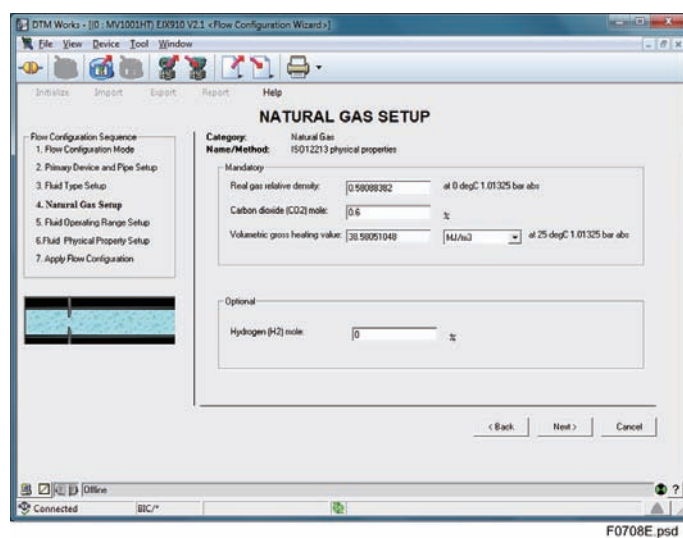 DTM Works - [(0 : MV1001HT) EJX910 V2.1 <Flow Configuration Wizard>]
File View Device Tool Window
Initialize Import Export Report Help
NATURAL GAS SETUP
Flow Configuration Sequence
1. Flow Configuration Mode
2. Primary Device and Pipe Setup
3. Fluid Type Setup
4. Natural Gas Setup
5. Fluid Operating Range Setup
6.Fluid Physical Property Setup
7. Apply Flow Configuration
Category: Natural Gas
Name/Method: ISO12213 physical properties
Mandatory
Real gas relative density: 0.58088382 at 0 degC 1.01325 bar abs
Carbon dioxide (CO2) mole: 0.6 %
Volumetric gross heating value: 38.58051048 MJ/m3 at 25 degC 1.01325 bar abs
Optional
Hydrogen (H2) mole: 0 %
< Back Next > Cancel
Offline ?
Connected BIC/*
F0708E.psd